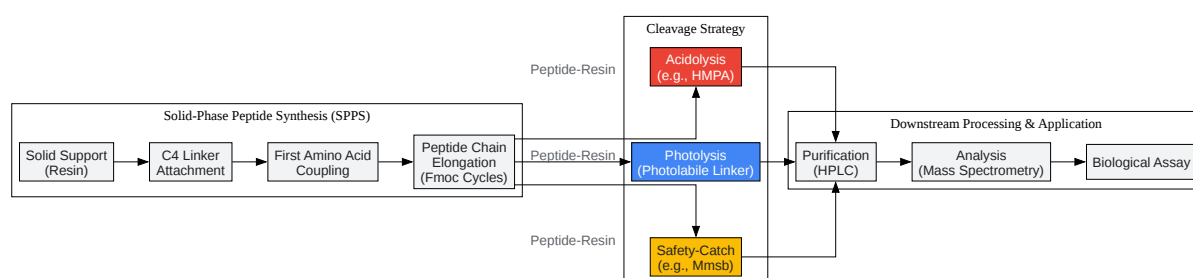 Cleavage Strategy
Peptide-Resin
Acidolysis
(e.g., HMPA)
Solid-Phase Peptide Synthesis (SPPS)
Downstream Processing & Application
Solid Support
(Resin)
C4 Linker
Attachment
First Amino Acid
Coupling
Peptide Chain
Elongation
(Fmoc Cycles)
Peptide-Resin
Photolysis
(Photolabile Linker)
Purification
(HPLC)
Analysis
(Mass Spectrometry)
Biological Assay
Peptide-Resin
Safety-Catch
(e.g., Mmsb)